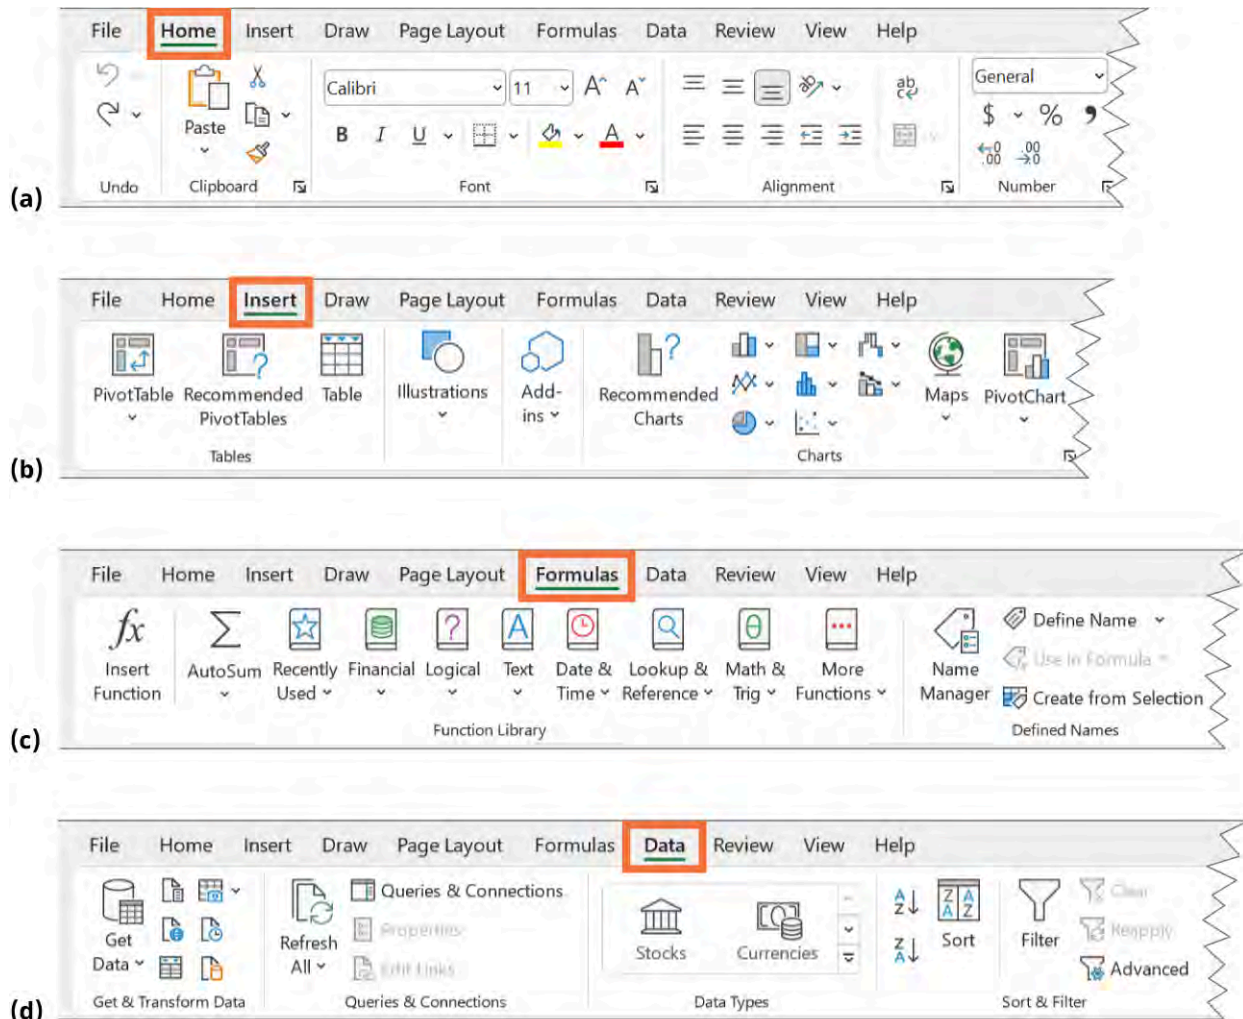 File Home Insert Draw Page Layout Formulas Data Review View Help
Calibri 11 A A General
Paste $ % 9
B I U A
ab c
.00 .00
Undo Clipboard Font Alignment Number
(a)
File Home Insert Draw Page Layout Formulas Data Review View Help
PivotTable Recommended Table Illustrations Add- Recommended Maps PivotChart
PivotTables ins Charts
Tables Charts
(b)
File Home Insert Draw Page Layout Formulas Data Review View Help
fx Σ ? A θ Define Name
Insert AutoSum Recently Financial Logical Text Date & Lookup & Math & More Name Use in Formula
Function Used Time Reference Trig Functions Manager Create from Selection
Function Library Defined Names
(c)
File Home Insert Draw Page Layout Formulas Data Review View Help
Queries & Connections Clear
Get Refresh Properties Stocks Currencies Sort Filter Reapply
Data All Edit Links Advanced
Get & Transform Data Queries & Connections Data Types Sort & Filter
(d)